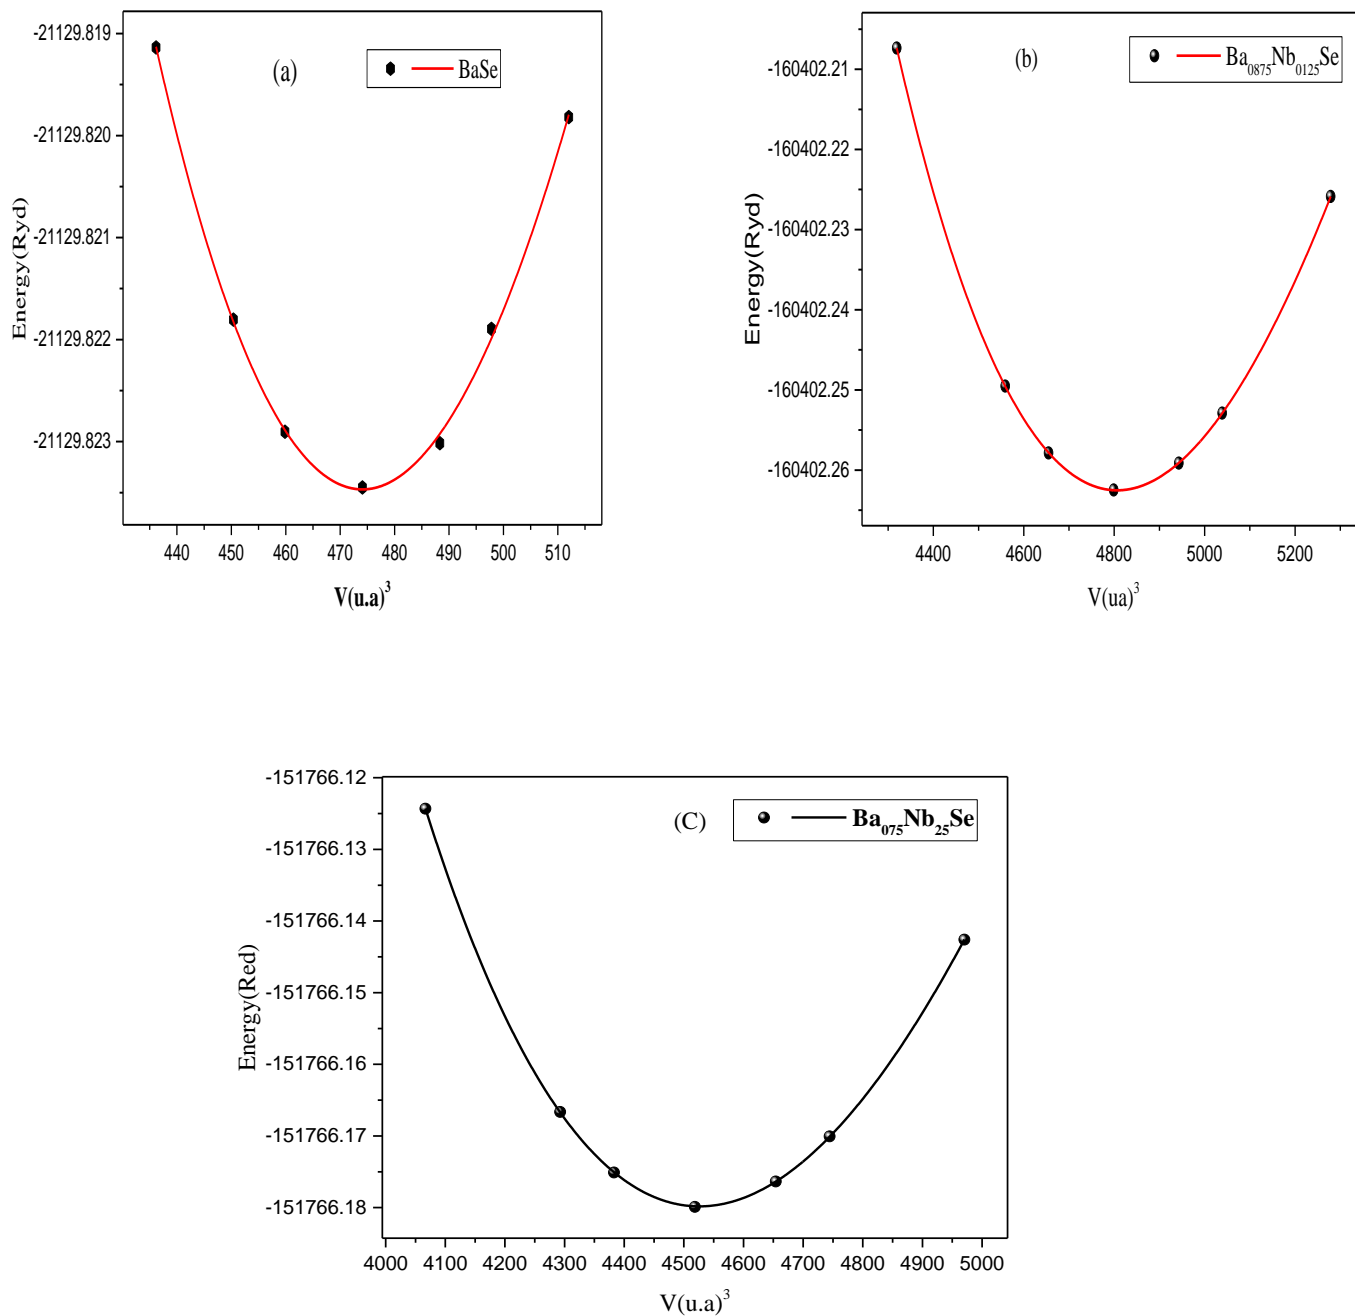 (a)
BaSe
Energy(Ryd)
-21129.819
-21129.820
-21129.821
-21129.822
-21129.823
440 450 460 470 480 490 500 510
V(u.a)³
(b)
Ba₀₈₇₅Nb₀₁₂₅Se
Energy(Ryd)
-160402.21
-160402.22
-160402.23
-160402.24
-160402.25
-160402.26
4400 4600 4800 5000 5200
V(ua)³
(C)
Ba₀₇₅Nb₂₅Se
Energy(Red)
-151766.12
-151766.13
-151766.14
-151766.15
-151766.16
-151766.17
-151766.18
4000 4100 4200 4300 4400 4500 4600 4700 4800 4900 5000
V(u.a)³